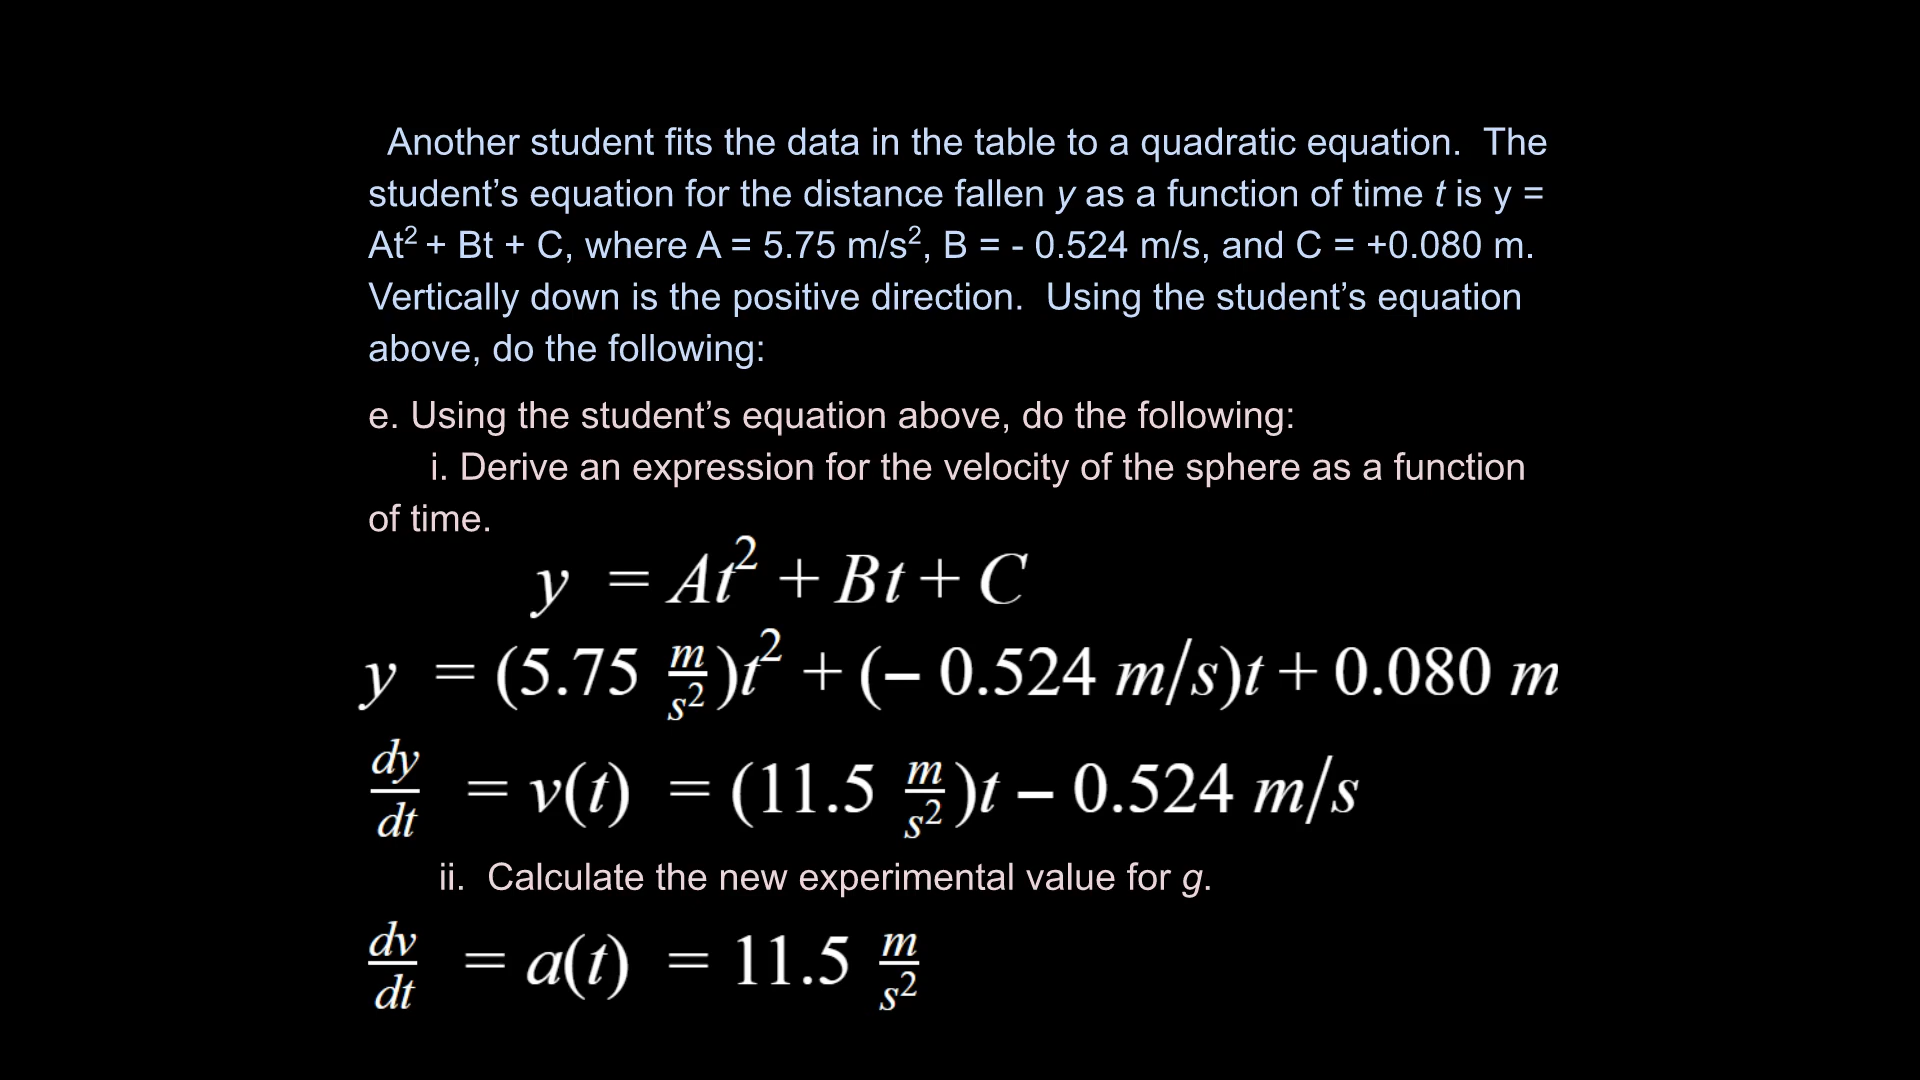 Another student fits the data in the table to a quadratic equation.  The
student’s equation for the distance fallen y as a function of time t is y =
At² + Bt + C, where A = 5.75 m/s², B = - 0.524 m/s, and C = +0.080 m.
Vertically down is the positive direction.  Using the student’s equation
above, do the following:
e. Using the student’s equation above, do the following:
i. Derive an expression for the velocity of the sphere as a function
of time.
y = At² + Bt + C
y = (5.75 m/s²)t² + (– 0.524 m/s)t + 0.080 m
dy/dt = v(t) = (11.5 m/s²)t – 0.524 m/s
ii.  Calculate the new experimental value for g.
dv/dt = a(t) = 11.5 m/s²